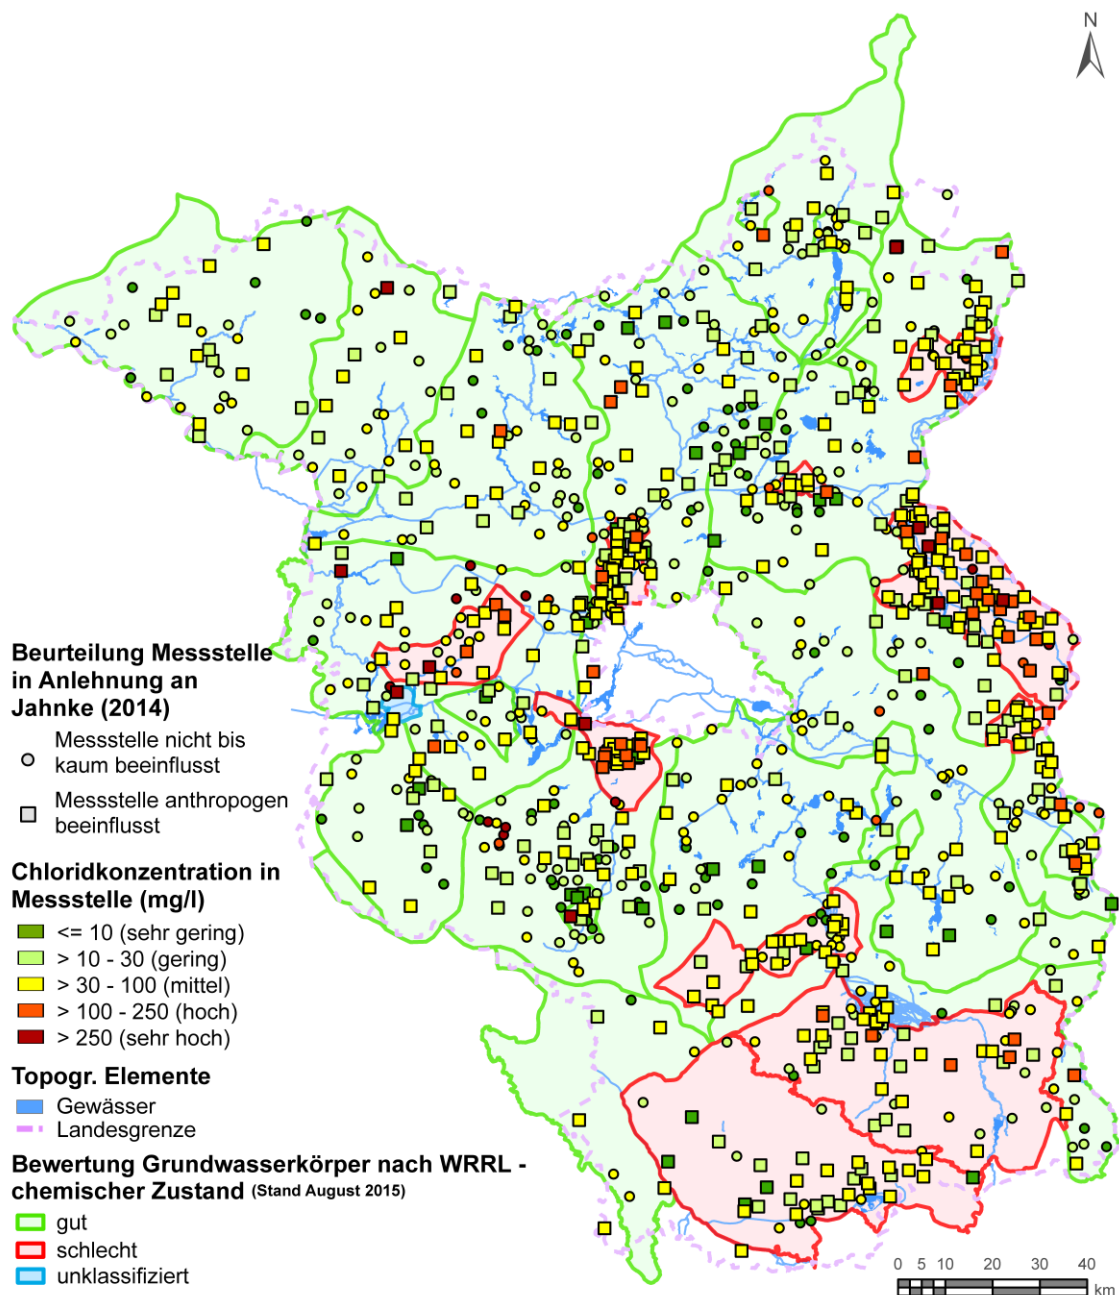 N
Beurteilung Messstelle
in Anlehnung an
Jahnke (2014)
Messstelle nicht bis
kaum beeinflusst
Messstelle anthropogen
beeinflusst
Chloridkonzentration in
Messstelle (mg/l)
<= 10 (sehr gering)
> 10 - 30 (gering)
> 30 - 100 (mittel)
> 100 - 250 (hoch)
> 250 (sehr hoch)
Topogr. Elemente
Gewässer
Landesgrenze
Bewertung Grundwasserkörper nach WRRL -
chemischer Zustand (Stand August 2015)
gut
schlecht
unklassifiziert
0 5 10 20 30 40
km